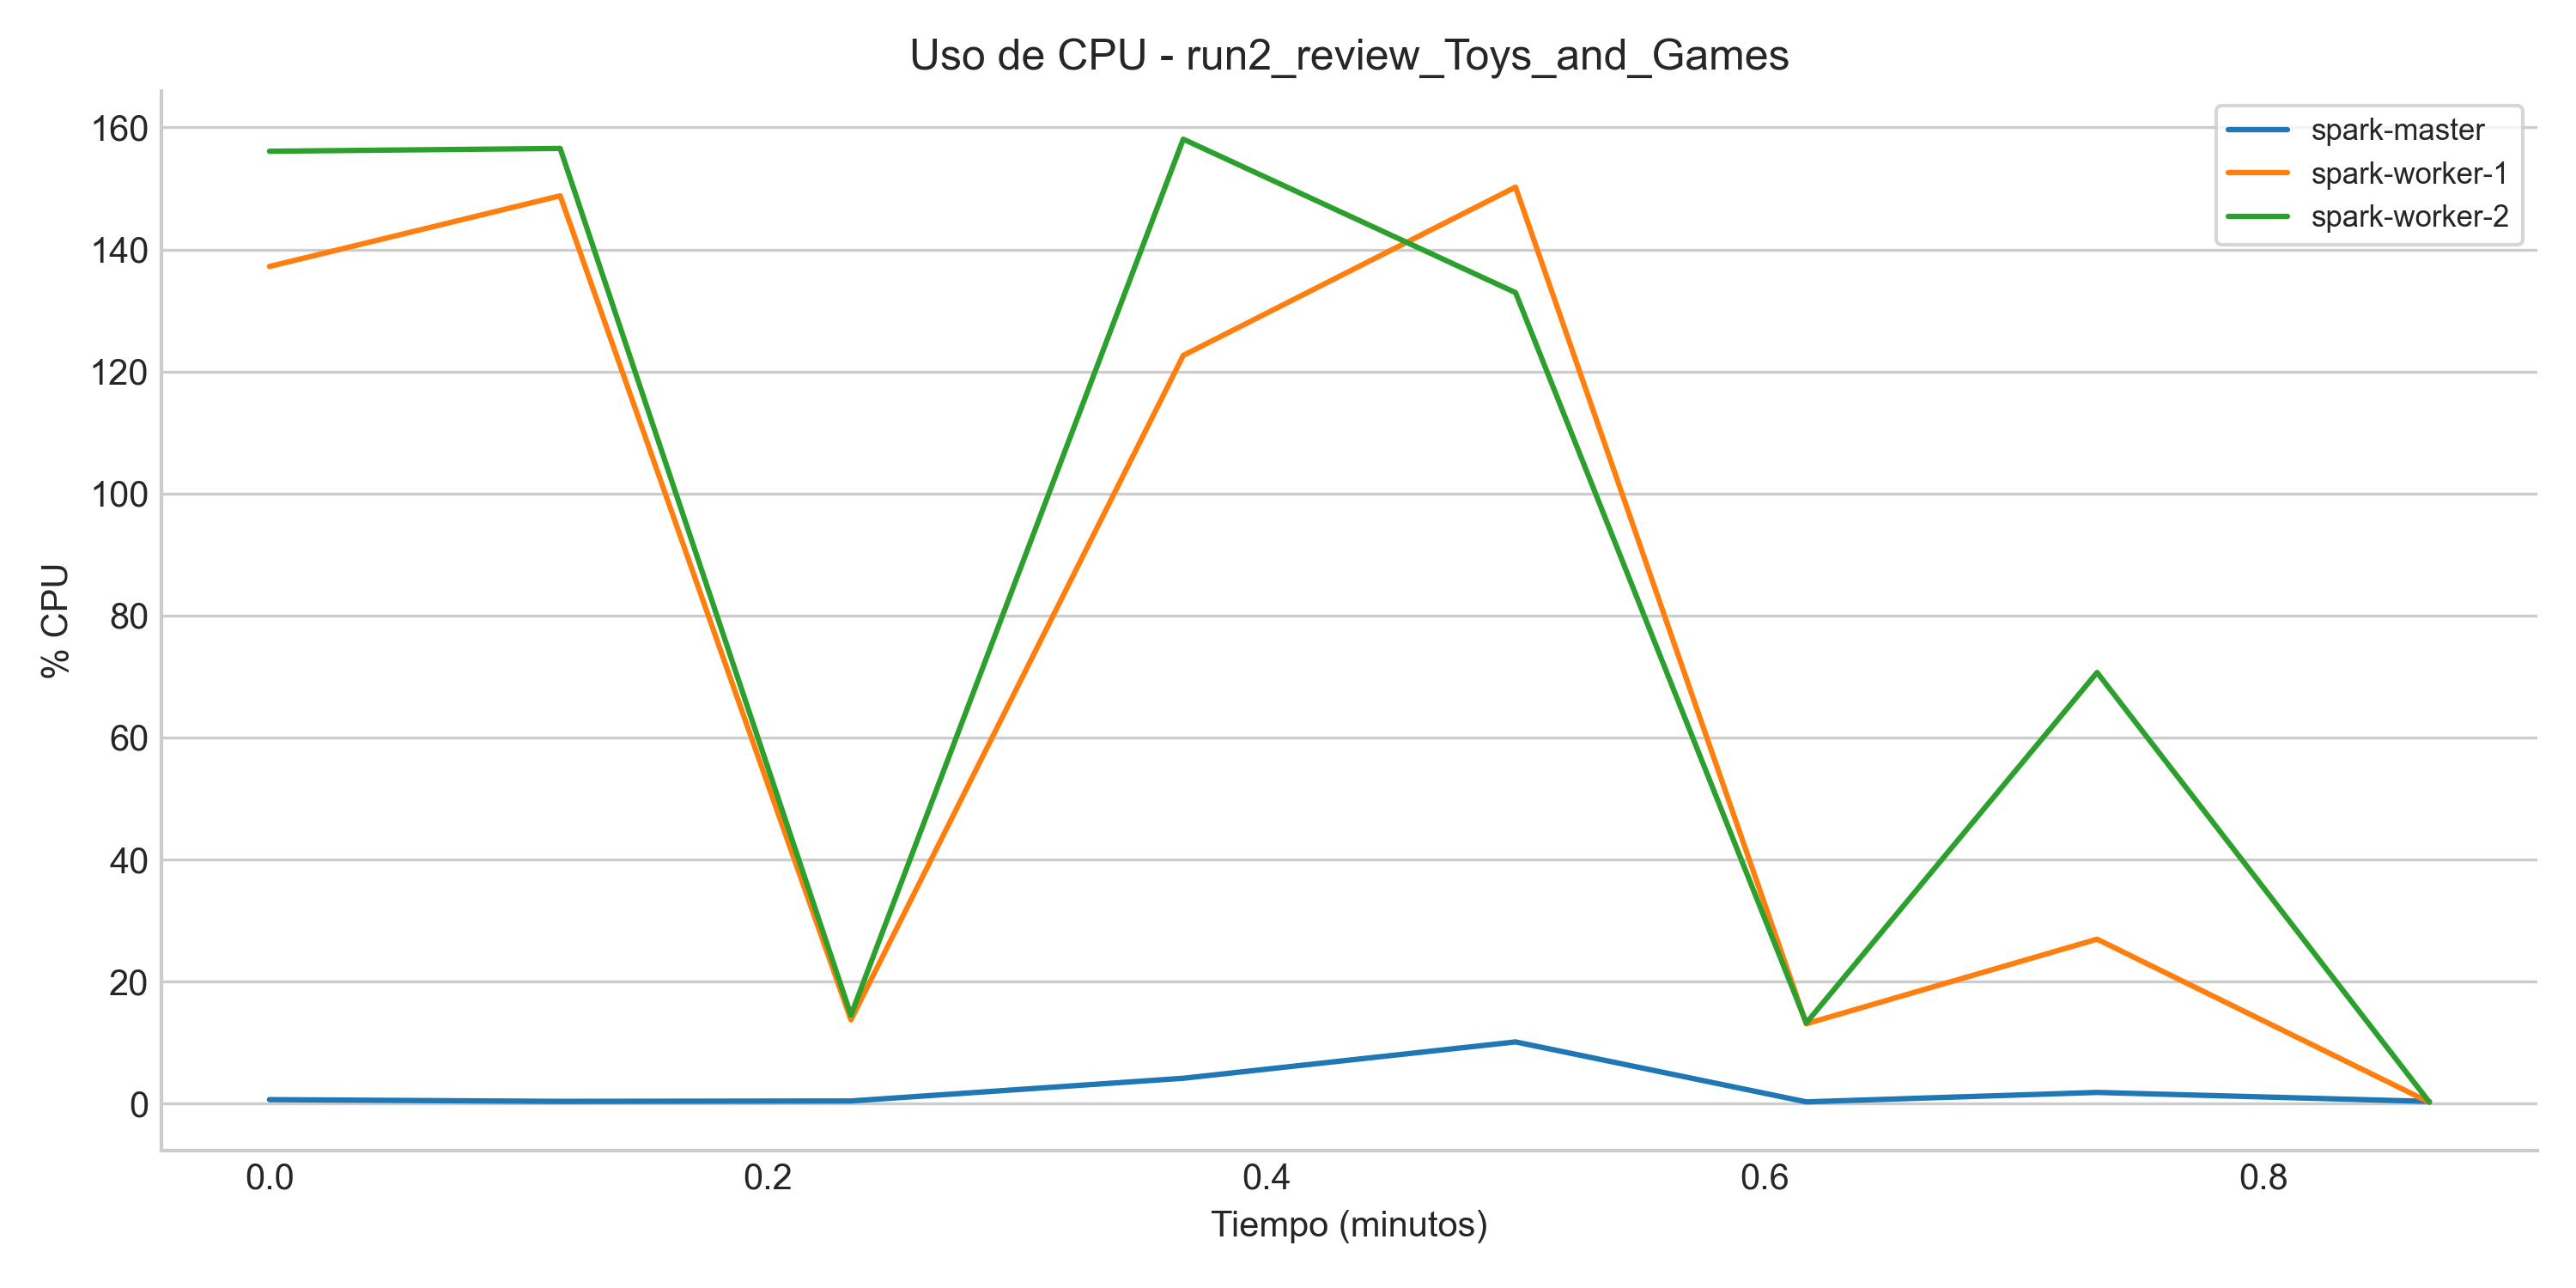 Uso de CPU - run2_review_Toys_and_Games
spark-master
spark-worker-1
spark-worker-2
% CPU
160
140
120
100
80
60
40
20
0
0.0 0.2 0.4 0.6 0.8
Tiempo (minutos)